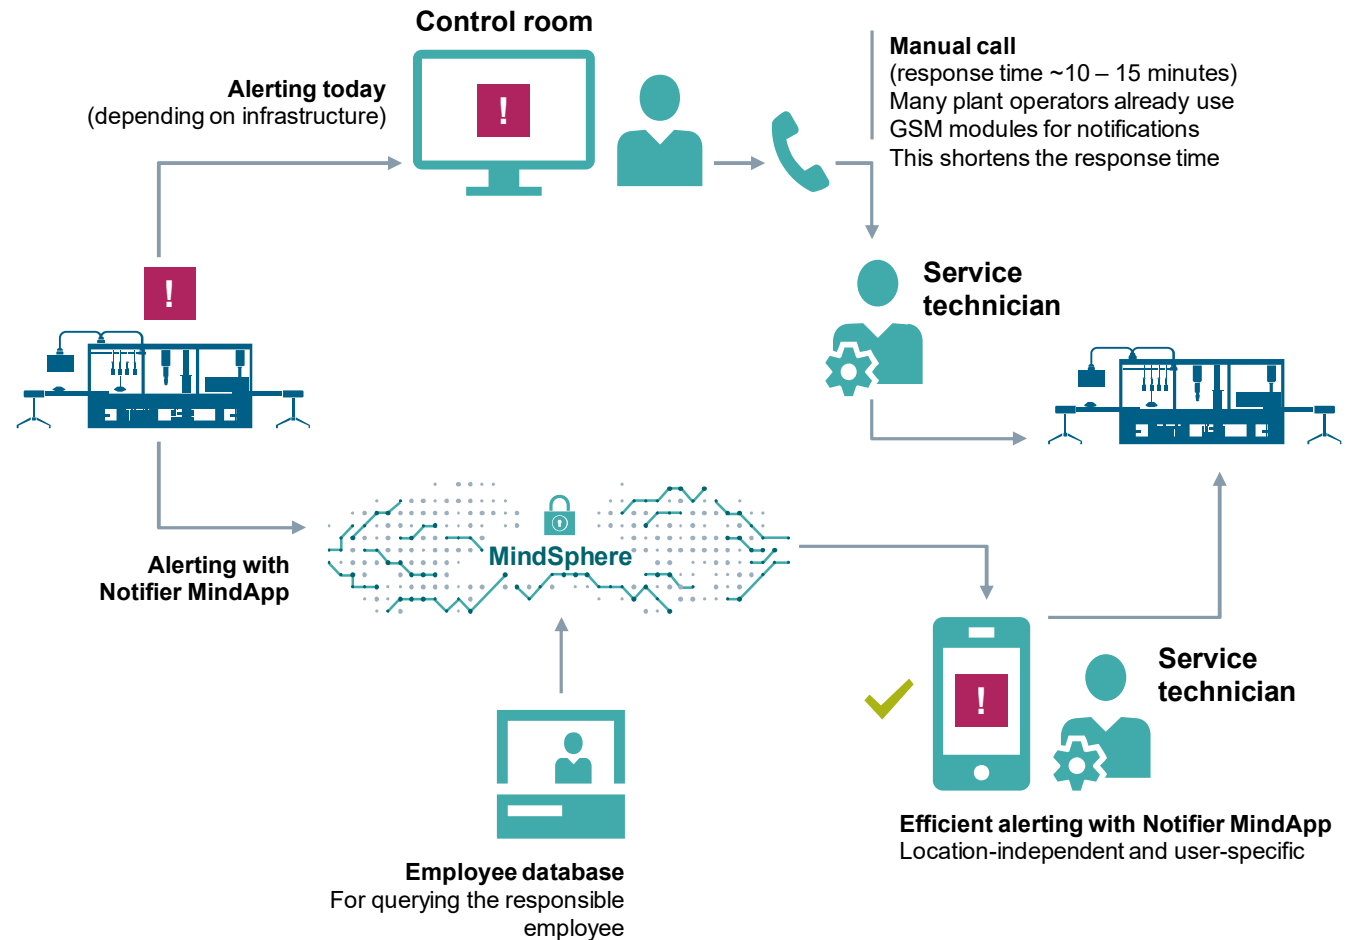 Control room
Alerting today
(depending on infrastructure)
!
Manual call
(response time ~10 – 15 minutes)
Many plant operators already use
GSM modules for notifications
This shortens the response time
!
Service
technician
MindSphere
Alerting with
Notifier MindApp
!
Service
technician
Efficient alerting with Notifier MindApp
Location-independent and user-specific
Employee database
For querying the responsible
employee